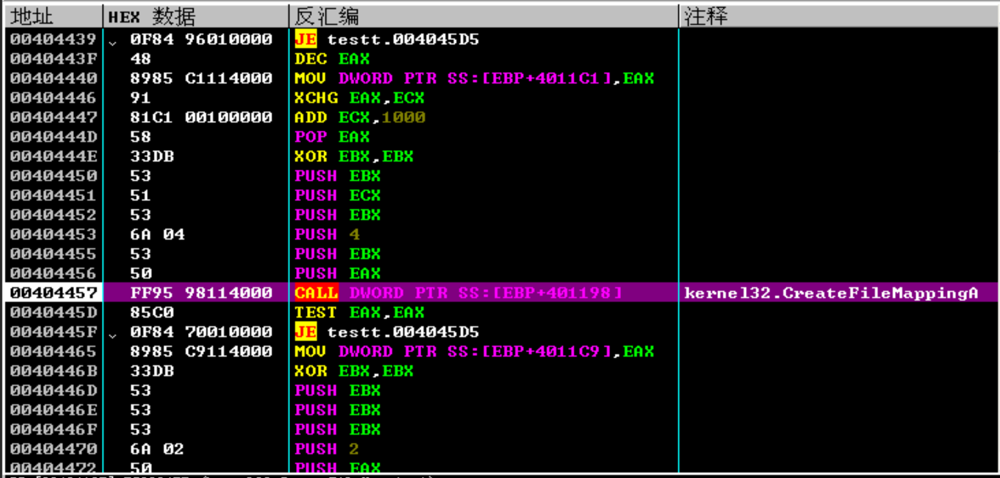 地址 HEX 数据 反汇编 注释
00404439 0F84 96010000 JE testt.004045D5
0040443F 48 DEC EAX
00404440 8985 C1114000 MOV DWORD PTR SS:[EBP+4011C1],EAX
00404446 91 XCHG EAX,ECX
00404447 81C1 00100000 ADD ECX,1000
0040444D 58 POP EAX
0040444E 33DB XOR EBX,EBX
00404450 53 PUSH EBX
00404451 51 PUSH ECX
00404452 53 PUSH EBX
00404453 6A 04 PUSH 4
00404455 53 PUSH EBX
00404456 50 PUSH EAX
00404457 FF95 98114000 CALL DWORD PTR SS:[EBP+401198] kernel32.CreateFileMappingA
0040445D 85C0 TEST EAX,EAX
0040445F 0F84 70010000 JE testt.004045D5
00404465 8985 C9114000 MOV DWORD PTR SS:[EBP+4011C9],EAX
0040446B 33DB XOR EBX,EBX
0040446D 53 PUSH EBX
0040446E 53 PUSH EBX
0040446F 53 PUSH EBX
00404470 6A 02 PUSH 2
00404472 50 PUSH EAX